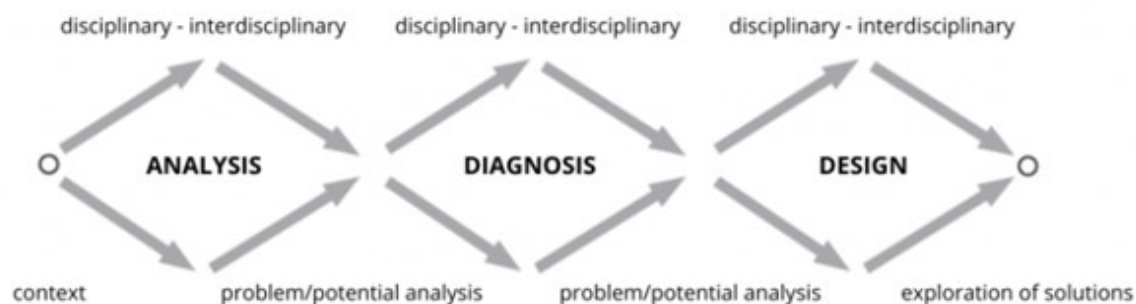 disciplinary - interdisciplinary
disciplinary - interdisciplinary
disciplinary - interdisciplinary
ANALYSIS
DIAGNOSIS
DESIGN
context
problem/potential analysis
problem/potential analysis
exploration of solutions